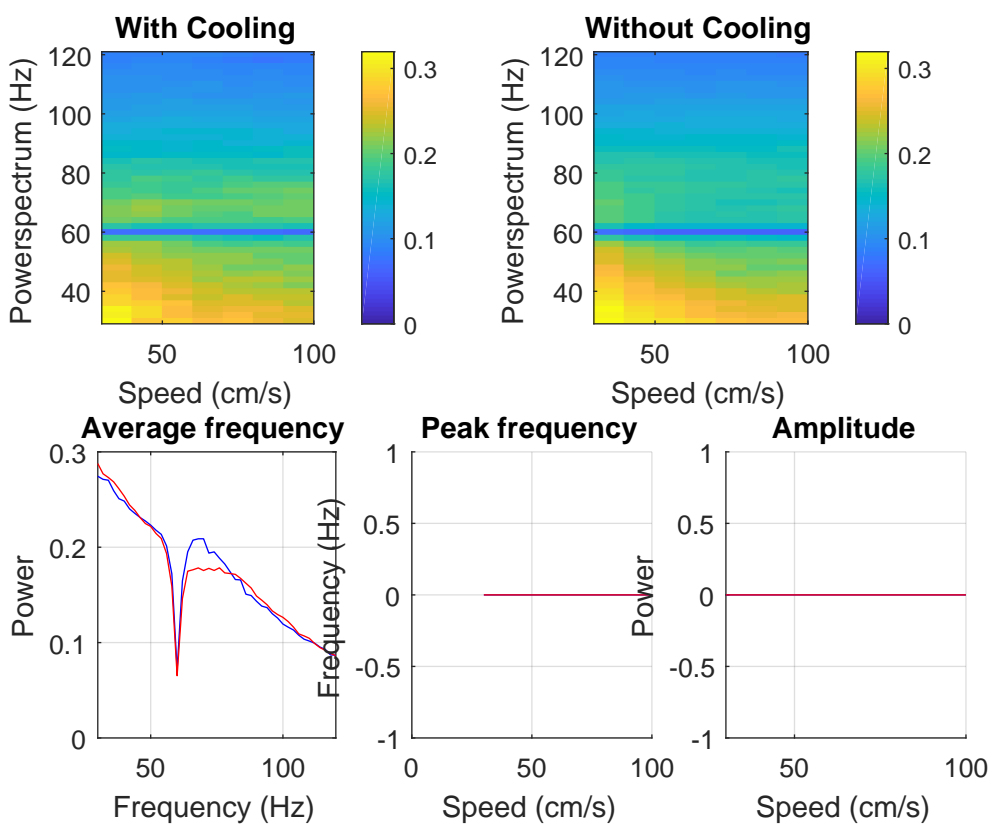 With Cooling
Powerspectrum (Hz)
120
100
80
60
40
50
100
Speed (cm/s)
0.3
0.2
0.1
0
Without Cooling
Powerspectrum (Hz)
120
100
80
60
40
50
100
Speed (cm/s)
0.3
0.2
0.1
0
Average frequency
Power
0.3
0.2
0.1
0
50
100
Frequency (Hz)
Peak frequency
Frequency (Hz)
1
0.5
0
-0.5
-1
0
50
100
Speed (cm/s)
Amplitude
Power
1
0.5
0
-0.5
-1
50
100
Speed (cm/s)